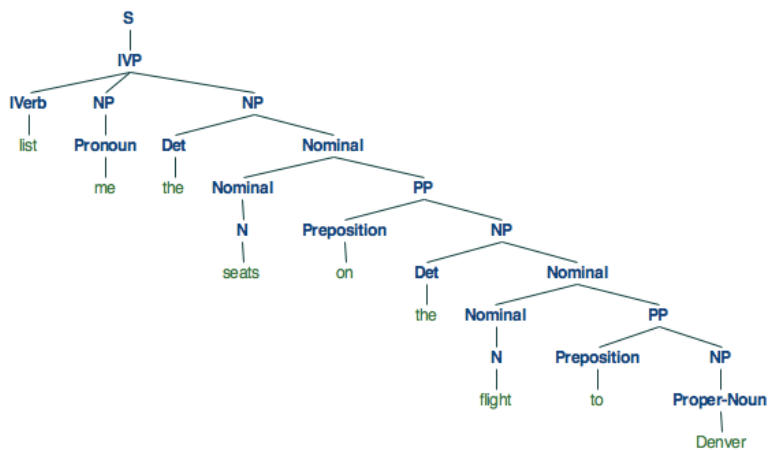 S
IVP
IVerb NP NP
list Pronoun Det Nominal
me the Nominal PP
N Preposition NP
seats on Det Nominal
the Nominal PP
N Preposition NP
flight to Proper-Noun
Denver